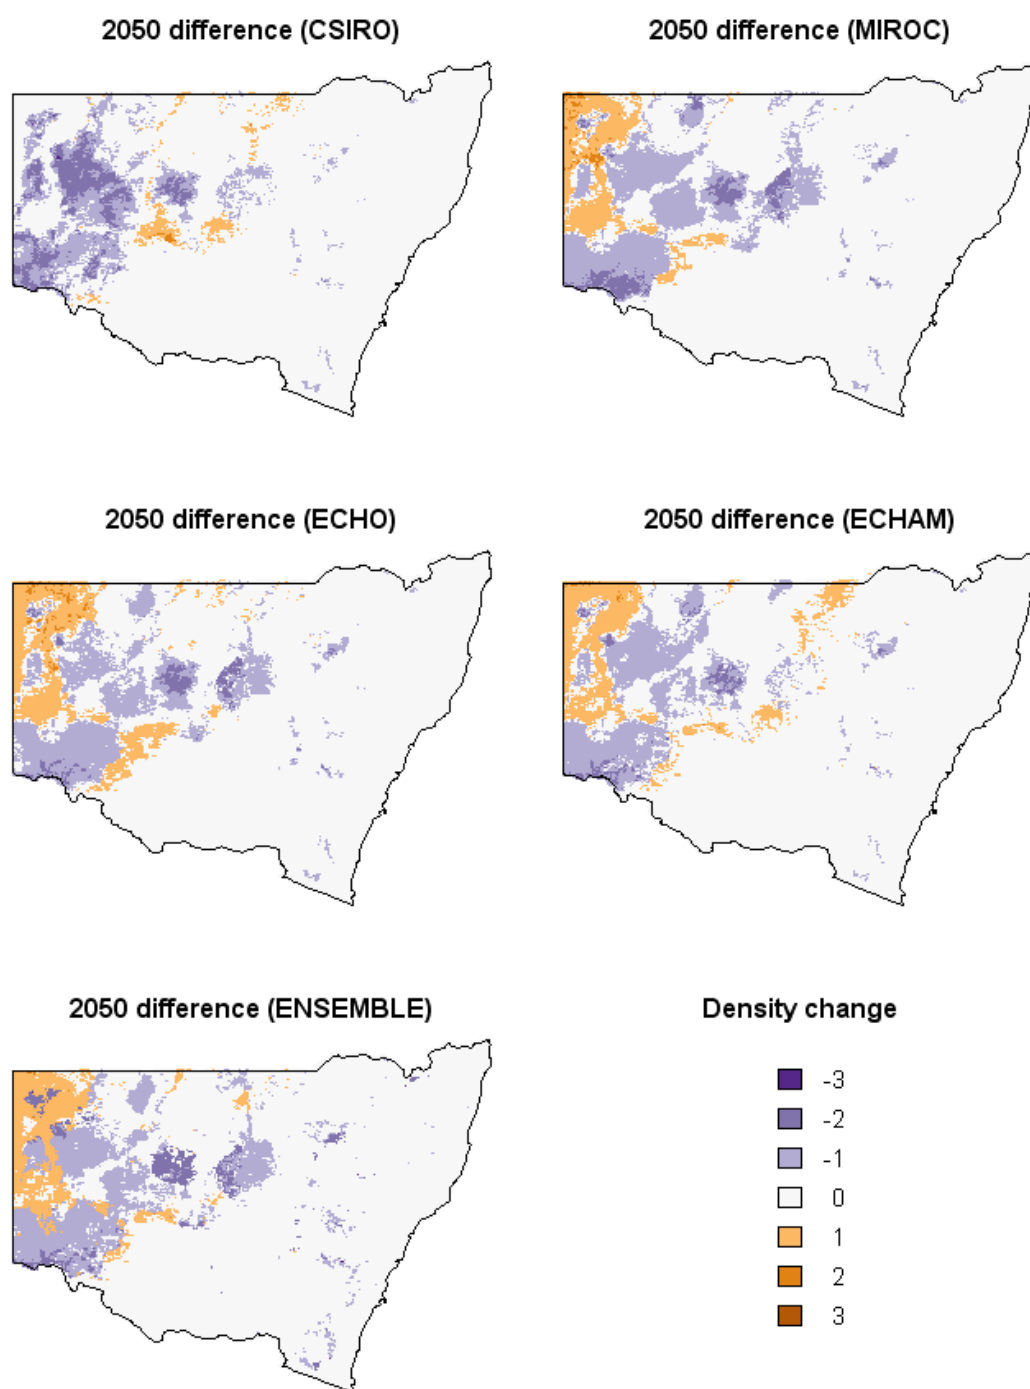 2050 difference (CSIRO)
2050 difference (MIROC)
2050 difference (ECHO)
2050 difference (ECHAM)
2050 difference (ENSEMBLE)
Density change
-3
-2
-1
0
1
2
3